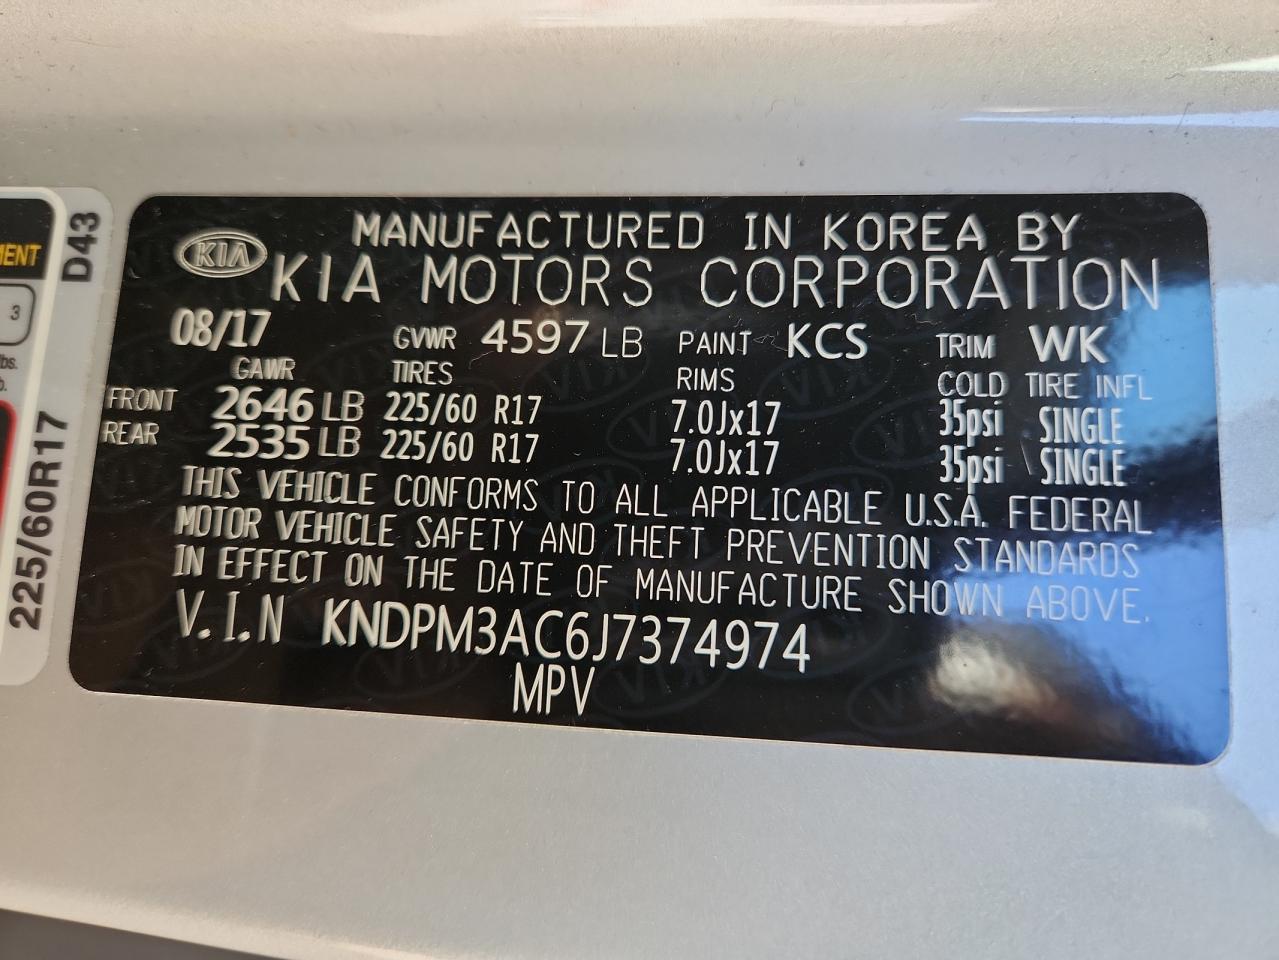 MENT
3
lbs.
b.
D43
225/60R17
KIA
MANUFACTURED IN KOREA BY
KIA MOTORS CORPORATION
08/17 GVWR 4597 LB PAINT KCS TRIM WK
GAWR TIRES RIMS COLD TIRE INFL
FRONT 2646 LB 225/60 R17 7.0Jx17 35psi SINGLE
REAR 2535 LB 225/60 R17 7.0Jx17 35psi SINGLE
THIS VEHICLE CONFORMS TO ALL APPLICABLE U.S.A. FEDERAL
MOTOR VEHICLE SAFETY AND THEFT PREVENTION STANDARDS
IN EFFECT ON THE DATE OF MANUFACTURE SHOWN ABOVE.
V.I.N KNDPM3AC6J7374974
MPV